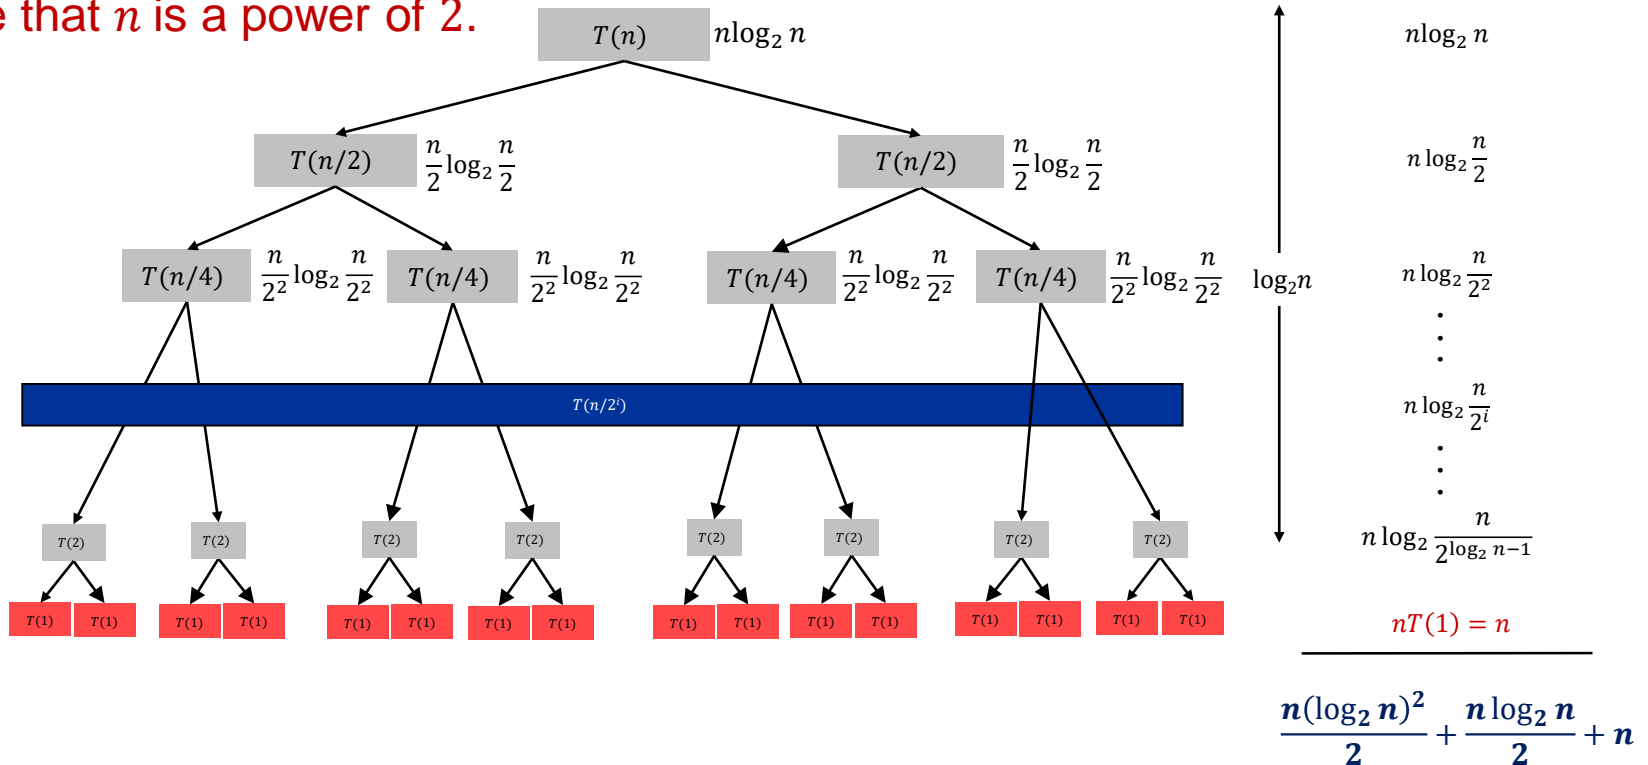 e that n is a power of 2.
T(n) nlog₂ n
nlog₂ n
T(n/2) n/2 log₂ n/2 T(n/2) n/2 log₂ n/2
n log₂ n/2
T(n/4) n/2² log₂ n/2² T(n/4) n/2² log₂ n/2² T(n/4) n/2² log₂ n/2² T(n/4) n/2² log₂ n/2²
log₂n
n log₂ n/2²
T(n/2ⁱ)
n log₂ n/2ⁱ
T(2) T(2) T(2) T(2) T(2) T(2) T(2) T(2)
n log₂ n/2^(log₂ n−1)
T(1) T(1) T(1) T(1) T(1) T(1) T(1) T(1) T(1) T(1) T(1) T(1) T(1) T(1) T(1) T(1)
nT(1) = n
n(log₂ n)²/2 + n log₂ n/2 + n